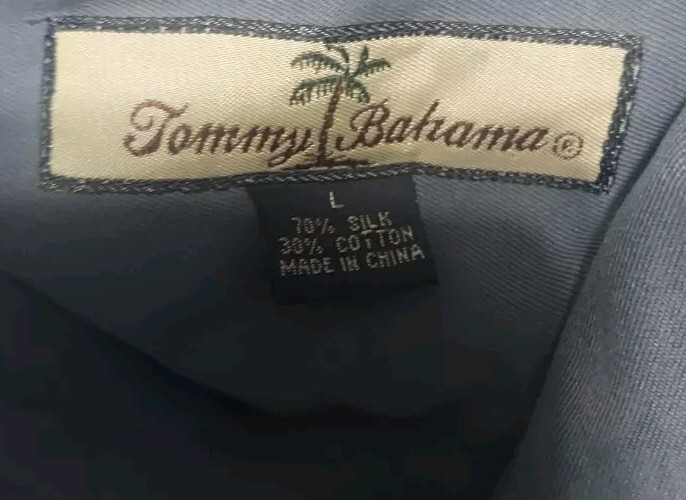 Tommy Bahama®
L
70% SILK
30% COTTON
MADE IN CHINA